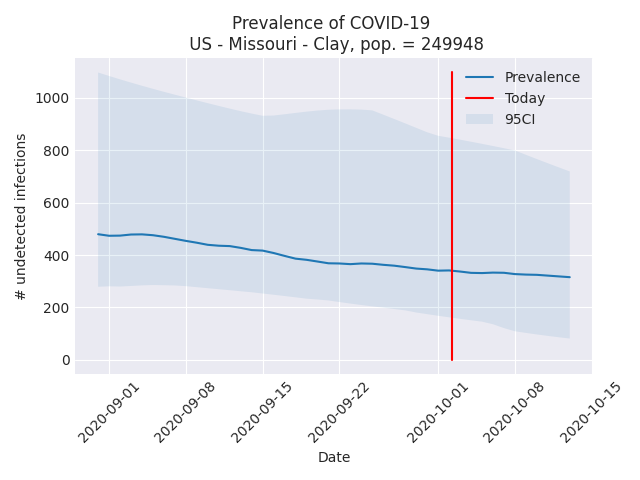 Prevalence of COVID-19
US - Missouri - Clay, pop. = 249948
Prevalence
Today
95CI
# undetected infections
1000
800
600
400
200
0
2020-09-01
2020-09-08
2020-09-15
2020-09-22
2020-10-01
2020-10-08
2020-10-15
Date